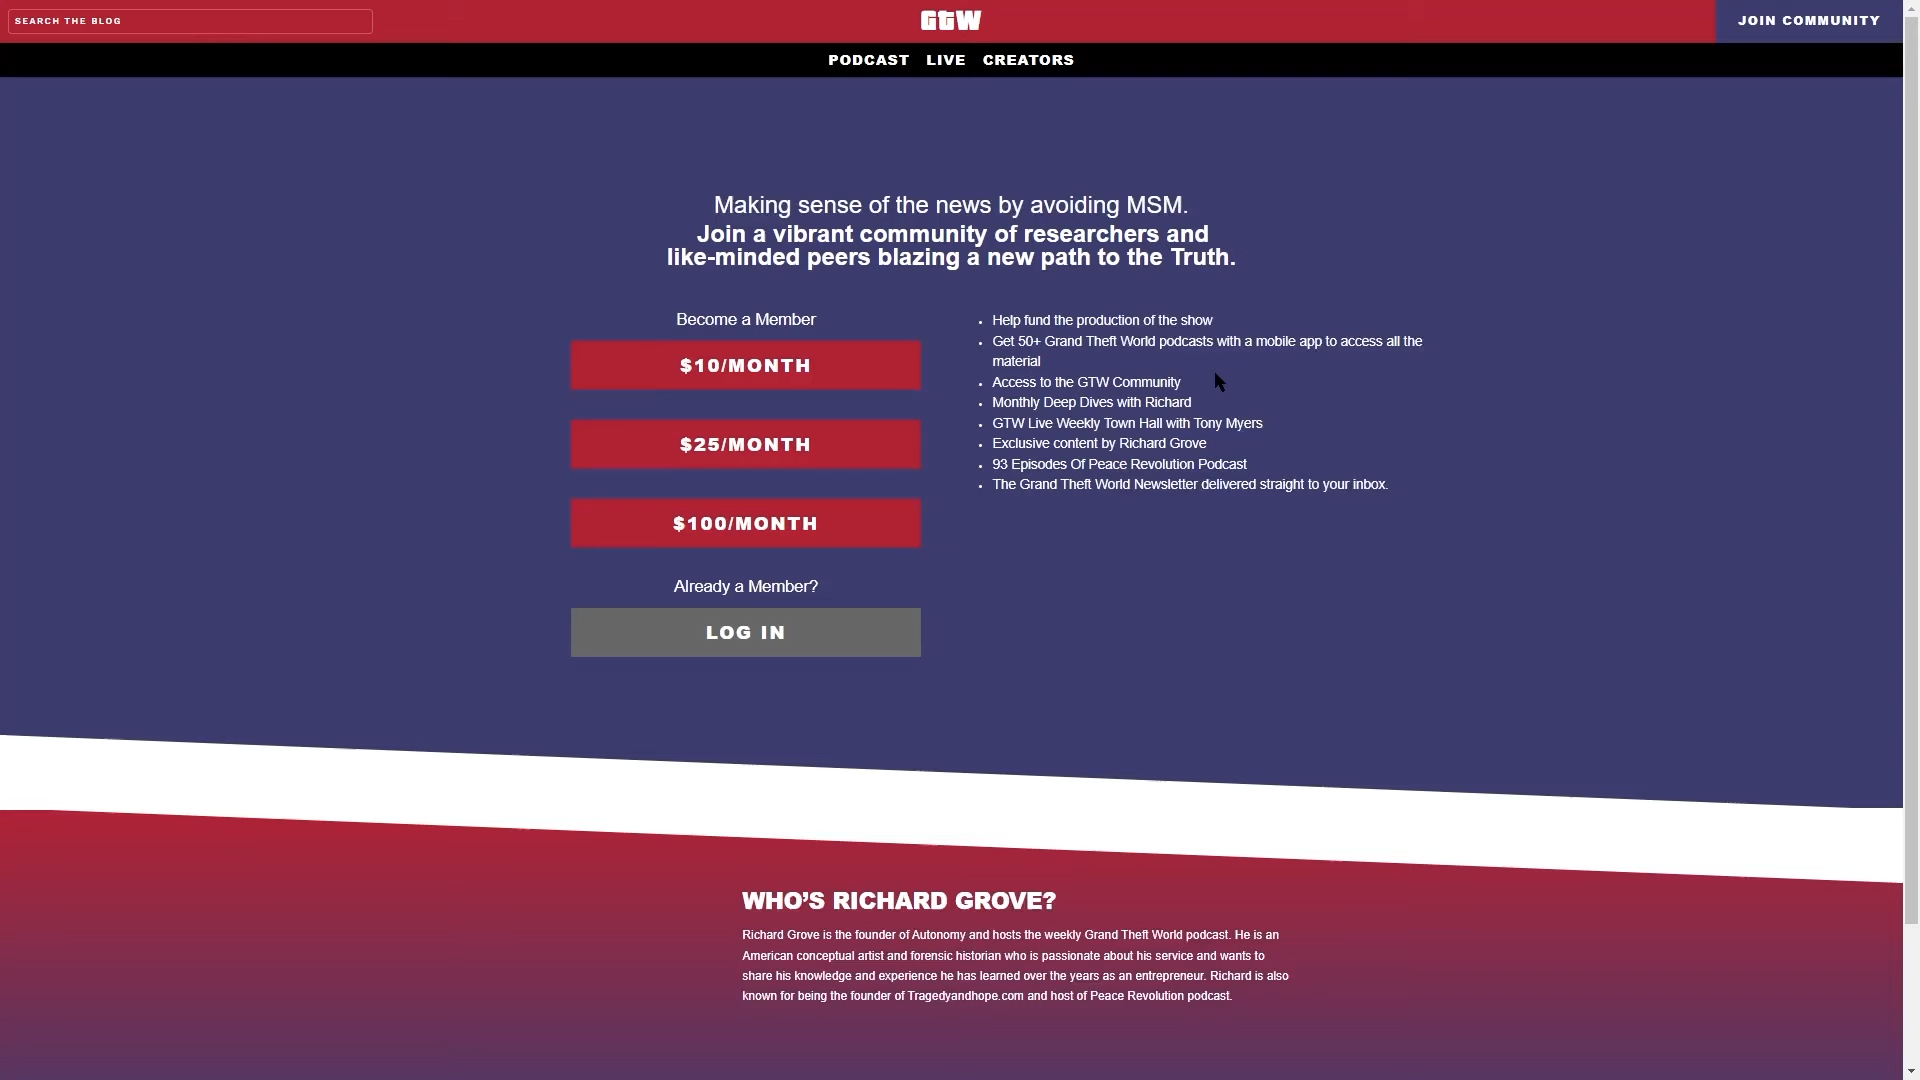 SEARCH THE BLOG
GTW
JOIN COMMUNITY
PODCAST LIVE CREATORS
Making sense of the news by avoiding MSM.
Join a vibrant community of researchers and
like-minded peers blazing a new path to the Truth.
Become a Member
$10/MONTH
$25/MONTH
$100/MONTH
Already a Member?
LOG IN
• Help fund the production of the show
• Get 50+ Grand Theft World podcasts with a mobile app to access all the
material
• Access to the GTW Community
• Monthly Deep Dives with Richard
• GTW Live Weekly Town Hall with Tony Myers
• Exclusive content by Richard Grove
• 93 Episodes Of Peace Revolution Podcast
• The Grand Theft World Newsletter delivered straight to your inbox.
WHO’S RICHARD GROVE?
Richard Grove is the founder of Autonomy and hosts the weekly Grand Theft World podcast. He is an
American conceptual artist and forensic historian who is passionate about his service and wants to
share his knowledge and experience he has learned over the years as an entrepreneur. Richard is also
known for being the founder of Tragedyandhope.com and host of Peace Revolution podcast.